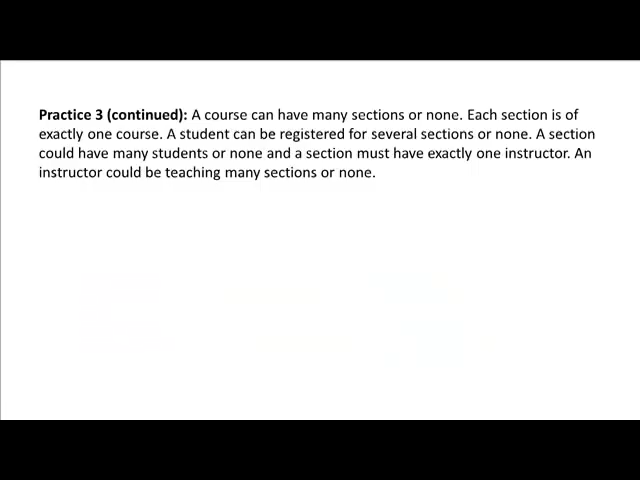 Practice 3 (continued): A course can have many sections or none. Each section is of
exactly one course. A student can be registered for several sections or none. A section
could have many students or none and a section must have exactly one instructor. An
instructor could be teaching many sections or none.